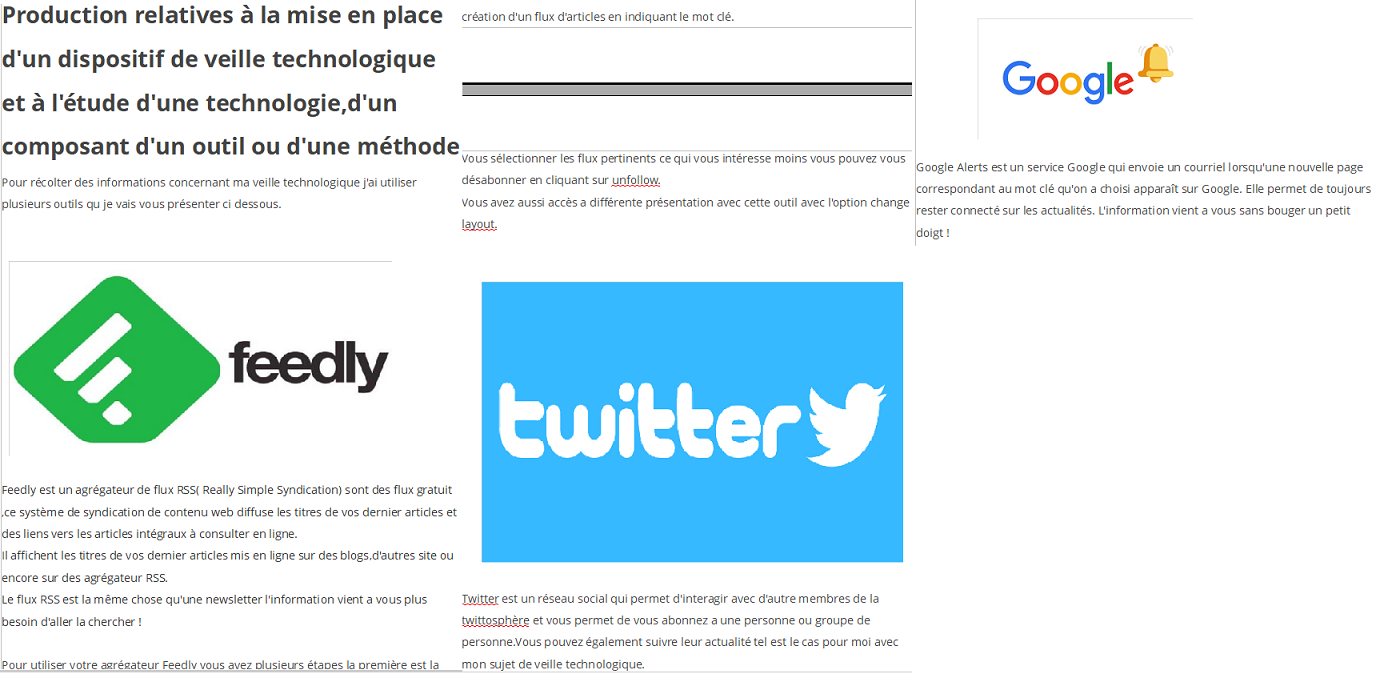 Production relatives à la mise en place
d'un dispositif de veille technologique
et à l'étude d'une technologie,d'un
composant d'un outil ou d'une méthode
Pour récolter des informations concernant ma veille technologique j'ai utiliser
plusieurs outils qu je vais vous présenter ci dessous.
feedly
Feedly est un agrégateur de flux RSS( Really Simple Syndication) sont des flux gratuit
,ce système de syndication de contenu web diffuse les titres de vos dernier articles et
des liens vers les articles intégraux à consulter en ligne.
Il affichent les titres de vos dernier articles mis en ligne sur des blogs,d'autres site ou
encore sur des agrégateur RSS.
Le flux RSS est la même chose qu'une newsletter l'information vient a vous plus
besoin d'aller la chercher !
Pour utiliser votre agrégateur Feedly vous avez plusieurs étapes la première est la
création d'un flux d'articles en indiquant le mot clé.
Vous sélectionner les flux pertinents ce qui vous intéresse moins vous pouvez vous
désabonner en cliquant sur unfollow.
Vous avez aussi accès a différente présentation avec cette outil avec l'option change
layout.
twitter
Twitter est un réseau social qui permet d'interagir avec d'autre membres de la
twittosphère et vous permet de vous abonnez a une personne ou groupe de
personne.Vous pouvez également suivre leur actualité tel est le cas pour moi avec
mon sujet de veille technologique.
Google
Google Alerts est un service Google qui envoie un courriel lorsqu'une nouvelle page
correspondant au mot clé qu'on a choisi apparaît sur Google. Elle permet de toujours
rester connecté sur les actualités. L'information vient a vous sans bouger un petit
doigt !